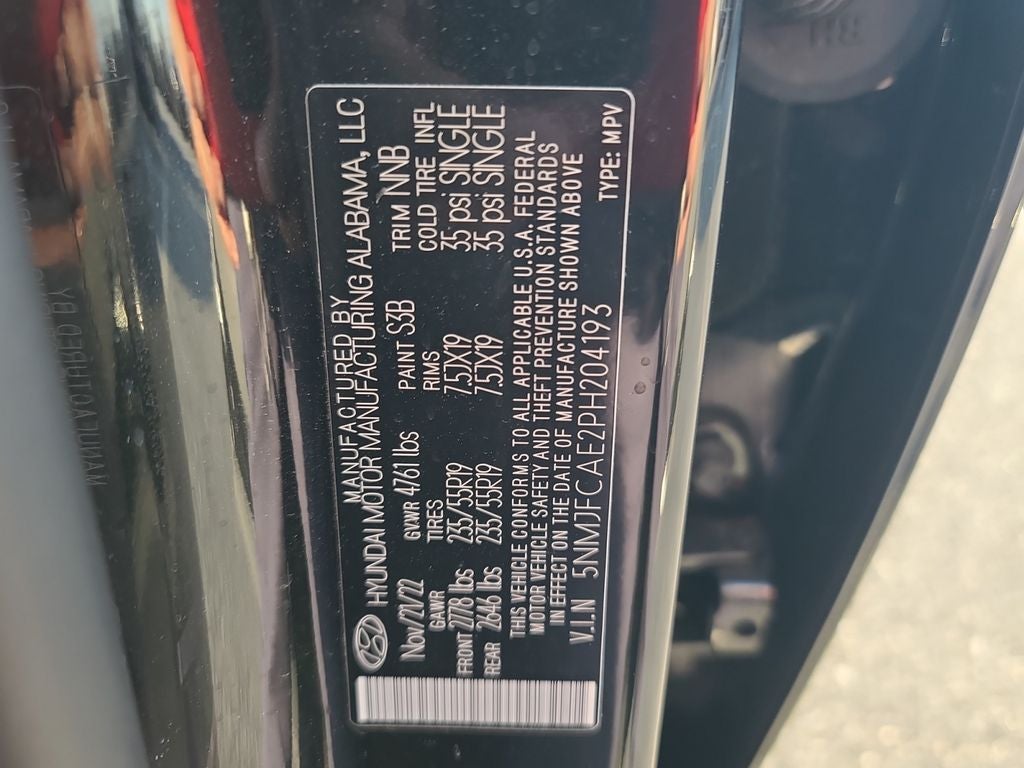 MANUFACTURED BY
HYUNDAI MOTOR MANUFACTURING ALABAMA, LLC
Nov/21/22 GVWR 4761 lbs PAINT S3B TRIM NNB
GAWR TIRES RIMS COLD TIRE INFL
FRONT 2778 lbs 235/55R19 7.5JX19 35 psi SINGLE
REAR 2646 lbs 235/55R19 7.5JX19 35 psi SINGLE
THIS VEHICLE CONFORMS TO ALL APPLICABLE U.S.A. FEDERAL
MOTOR VEHICLE SAFETY AND THEFT PREVENTION STANDARDS
IN EFFECT ON THE DATE OF MANUFACTURE SHOWN ABOVE
V.I.N 5NMJFCAE2PH204193
TYPE: MPV